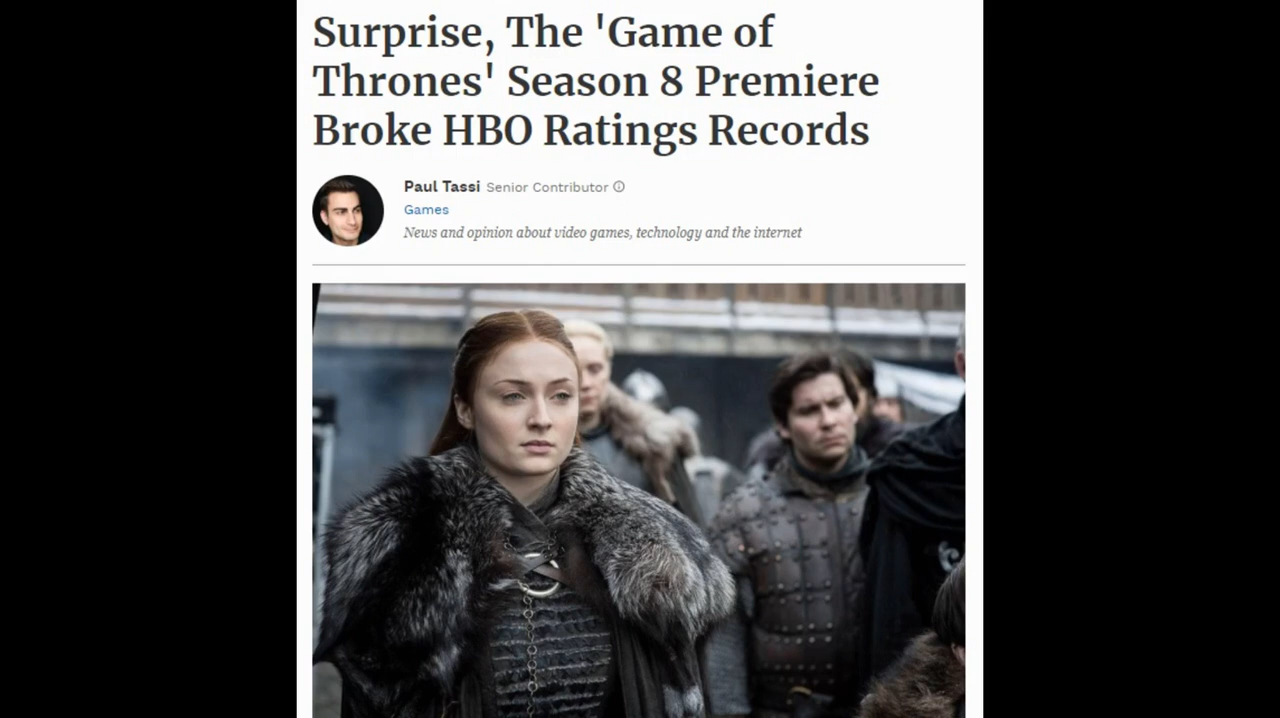 Surprise, The 'Game of
Thrones' Season 8 Premiere
Broke HBO Ratings Records
Paul Tassi Senior Contributor
Games
News and opinion about video games, technology and the internet